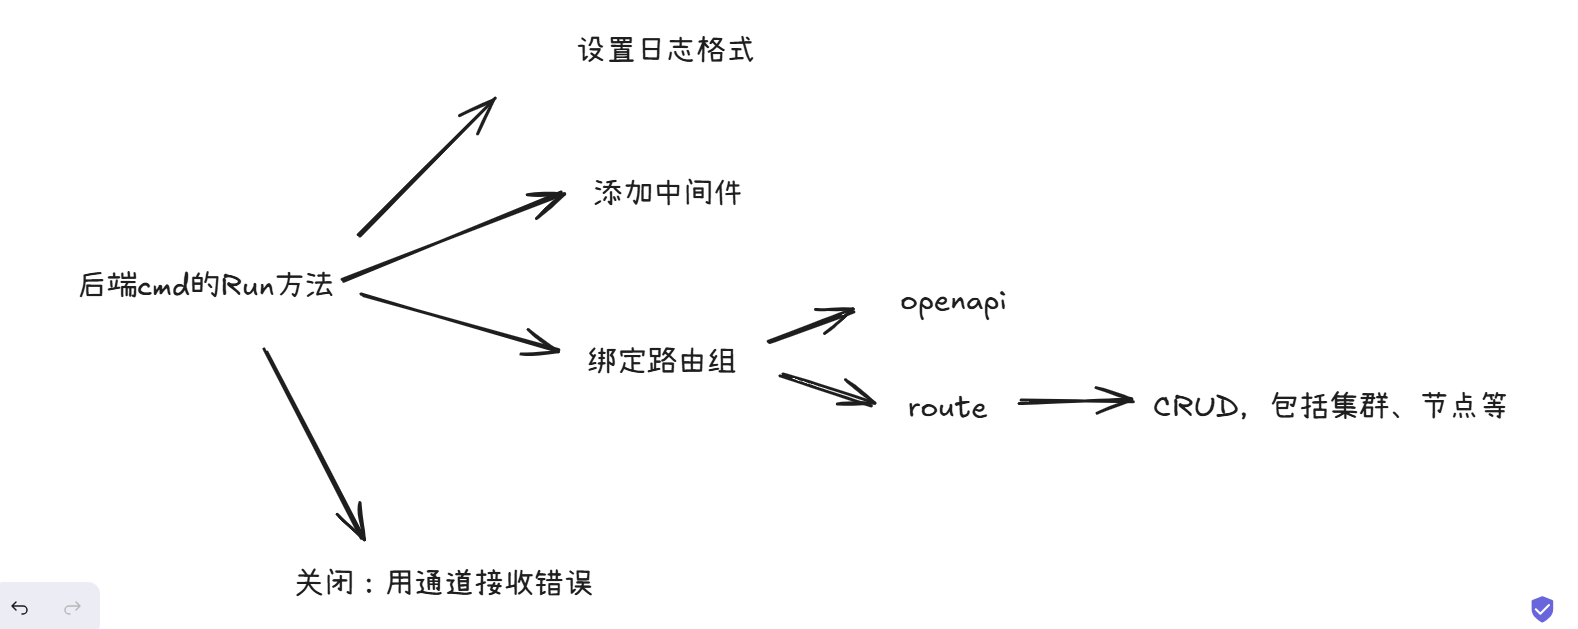 设置日志格式
添加中间件
后端cmd的Run方法
openapi
绑定路由组
route
CRUD，包括集群、节点等
关闭：用通道接收错误